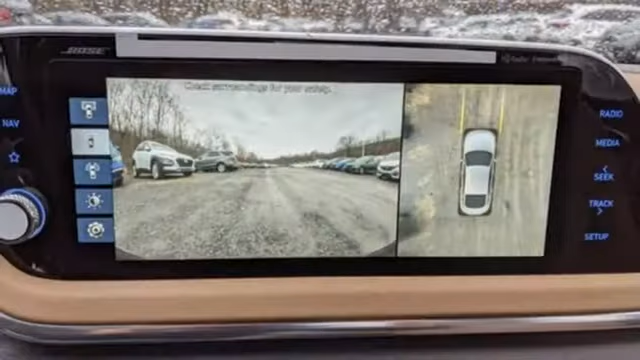 BOSE
Check surroundings for your safety.
MAP
NAV
RADIO
MEDIA
SEEK
TRACK
SETUP